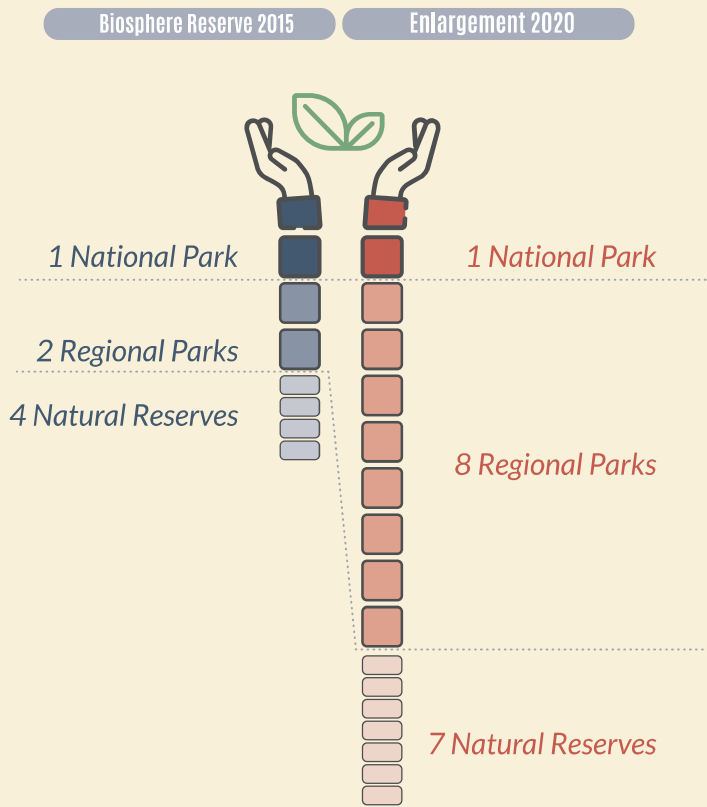 Biosphere Reserve 2015
Enlargement 2020
1 National Park
1 National Park
2 Regional Parks
4 Natural Reserves
8 Regional Parks
7 Natural Reserves